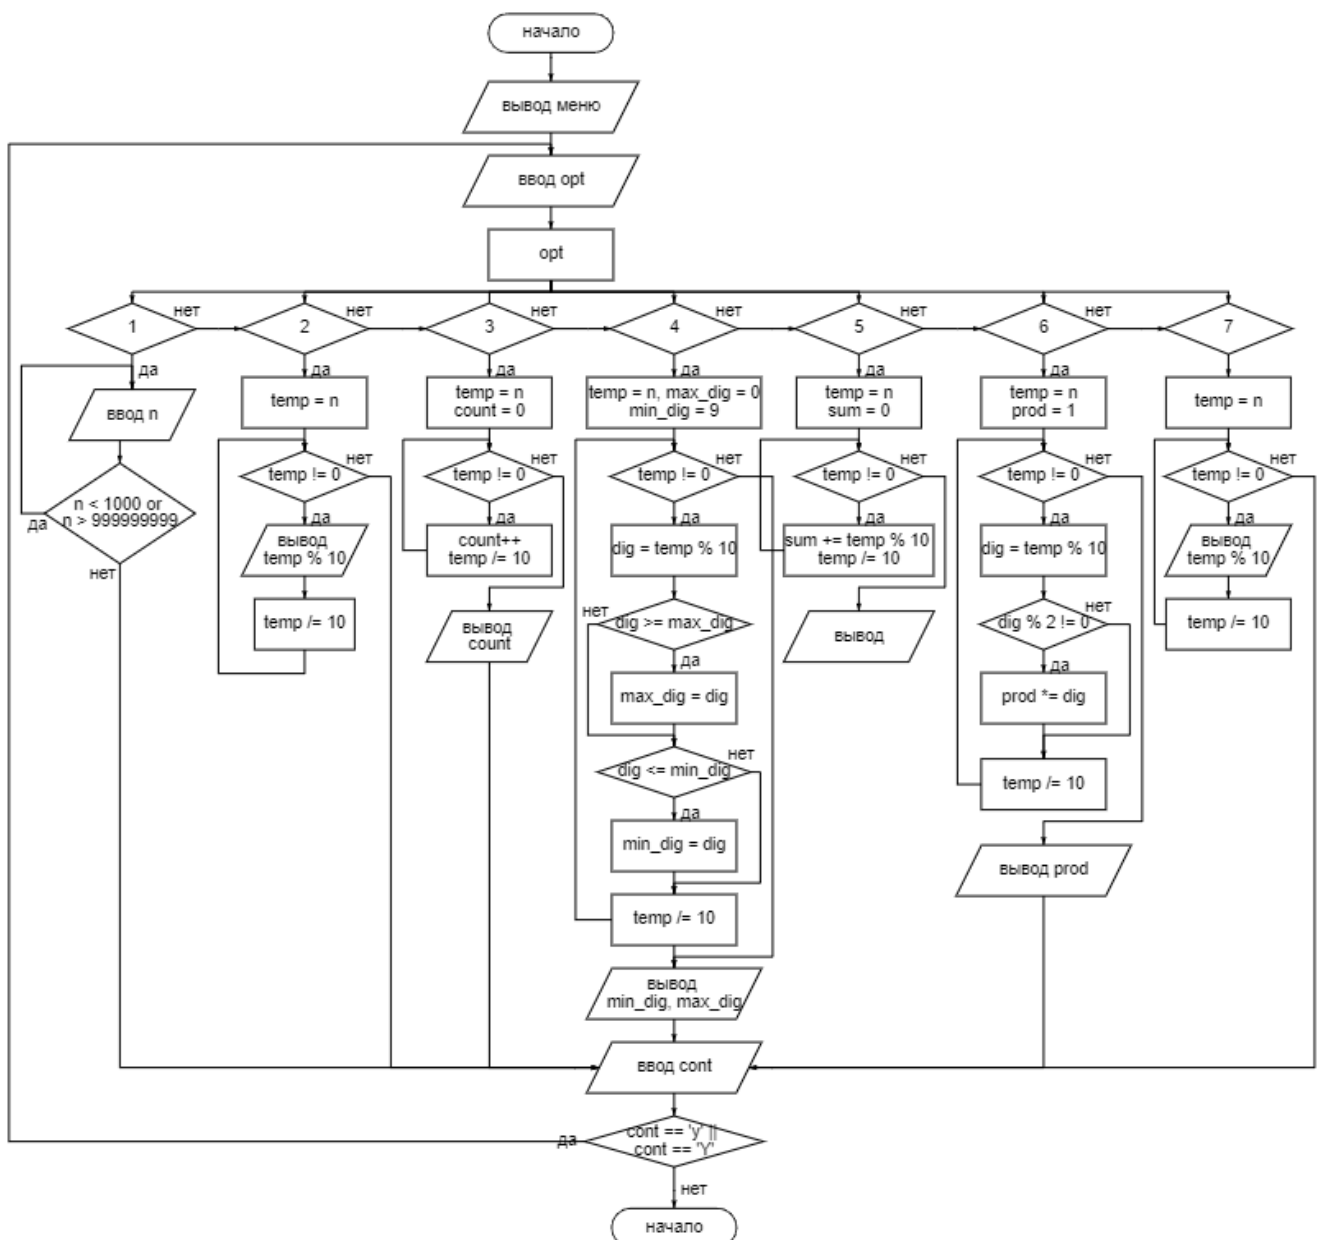 начало
вывод меню
ввод opt
opt
1
нет
2
нет
3
нет
4
нет
5
нет
6
нет
7
да
ввод n
n < 1000 or
n > 999999999
да
нет
да
temp = n
temp != 0
нет
да
вывод
temp % 10
temp /= 10
да
temp = n
count = 0
temp != 0
нет
да
count++
temp /= 10
вывод
count
да
temp = n, max_dig = 0
min_dig = 9
temp != 0
нет
да
dig = temp % 10
нет
dig >= max_dig
да
max_dig = dig
нет
dig <= min_dig
да
min_dig = dig
temp /= 10
вывод
min_dig, max_dig
да
temp = n
sum = 0
temp != 0
нет
да
sum += temp % 10
temp /= 10
вывод
да
temp = n
prod = 1
temp != 0
нет
да
dig = temp % 10
нет
dig % 2 != 0
да
prod *= dig
temp /= 10
вывод prod
temp = n
temp != 0
нет
да
вывод
temp % 10
temp /= 10
ввод cont
cont == 'y' ||
cont == 'Y'
да
нет
начало